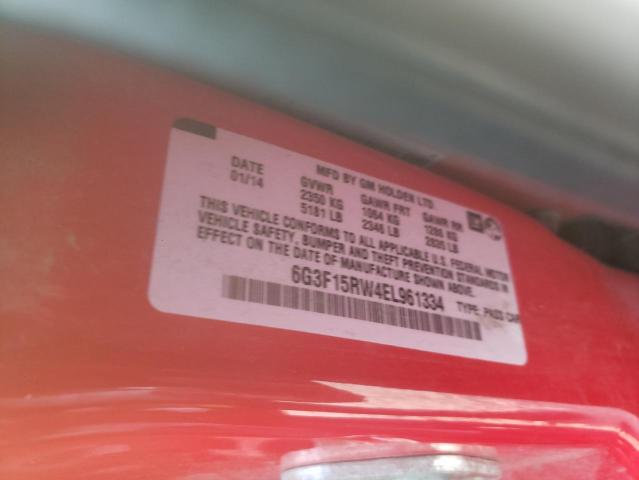 MFD BY GM HOLDEN LTD.
DATE GVWR GAWR FRT GAWR RR
01/14 2350 KG 1064 KG 1286 KG
5181 LB 2346 LB 2835 LB
THIS VEHICLE CONFORMS TO ALL APPLICABLE U.S. FEDERAL MOTOR
VEHICLE SAFETY, BUMPER AND THEFT PREVENTION STANDARDS IN
EFFECT ON THE DATE OF MANUFACTURE SHOWN ABOVE.
6G3F15RW4EL961334
TYPE: PASS CAR